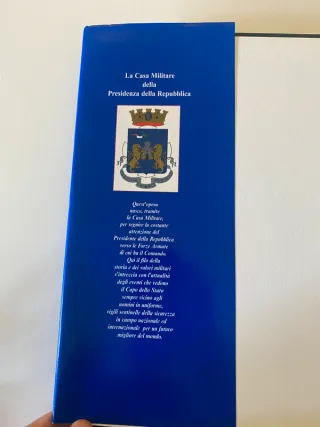 La Casa Militare
della
Presidenza della Repubblica
Quest'opera
nasce, tramite
la Casa Militare,
per seguire la costante
attenzione del
Presidente della Repubblica
verso le Forze Armate
di cui ha il Comando.
Qui il filo della
storia e dei valori militari
s'intreccia con l'attualità
degli eventi che vedono
il Capo dello Stato
sempre vicino agli
uomini in uniforme,
vigili sentinelle della sicurezza
in campo nazionale ed
internazionale per un futuro
migliore del mondo.